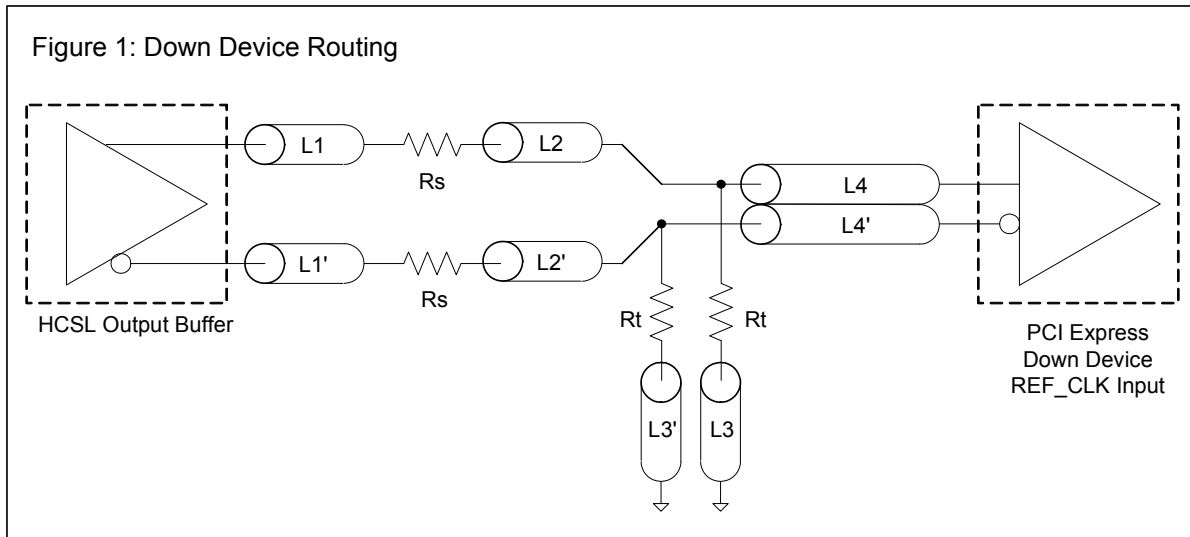 Figure 1: Down Device Routing
L1
Rs
L2
L4
L4'
L1'
Rs
L2'
HCSL Output Buffer
Rt
Rt
PCI Express
Down Device
REF_CLK Input
L3'
L3